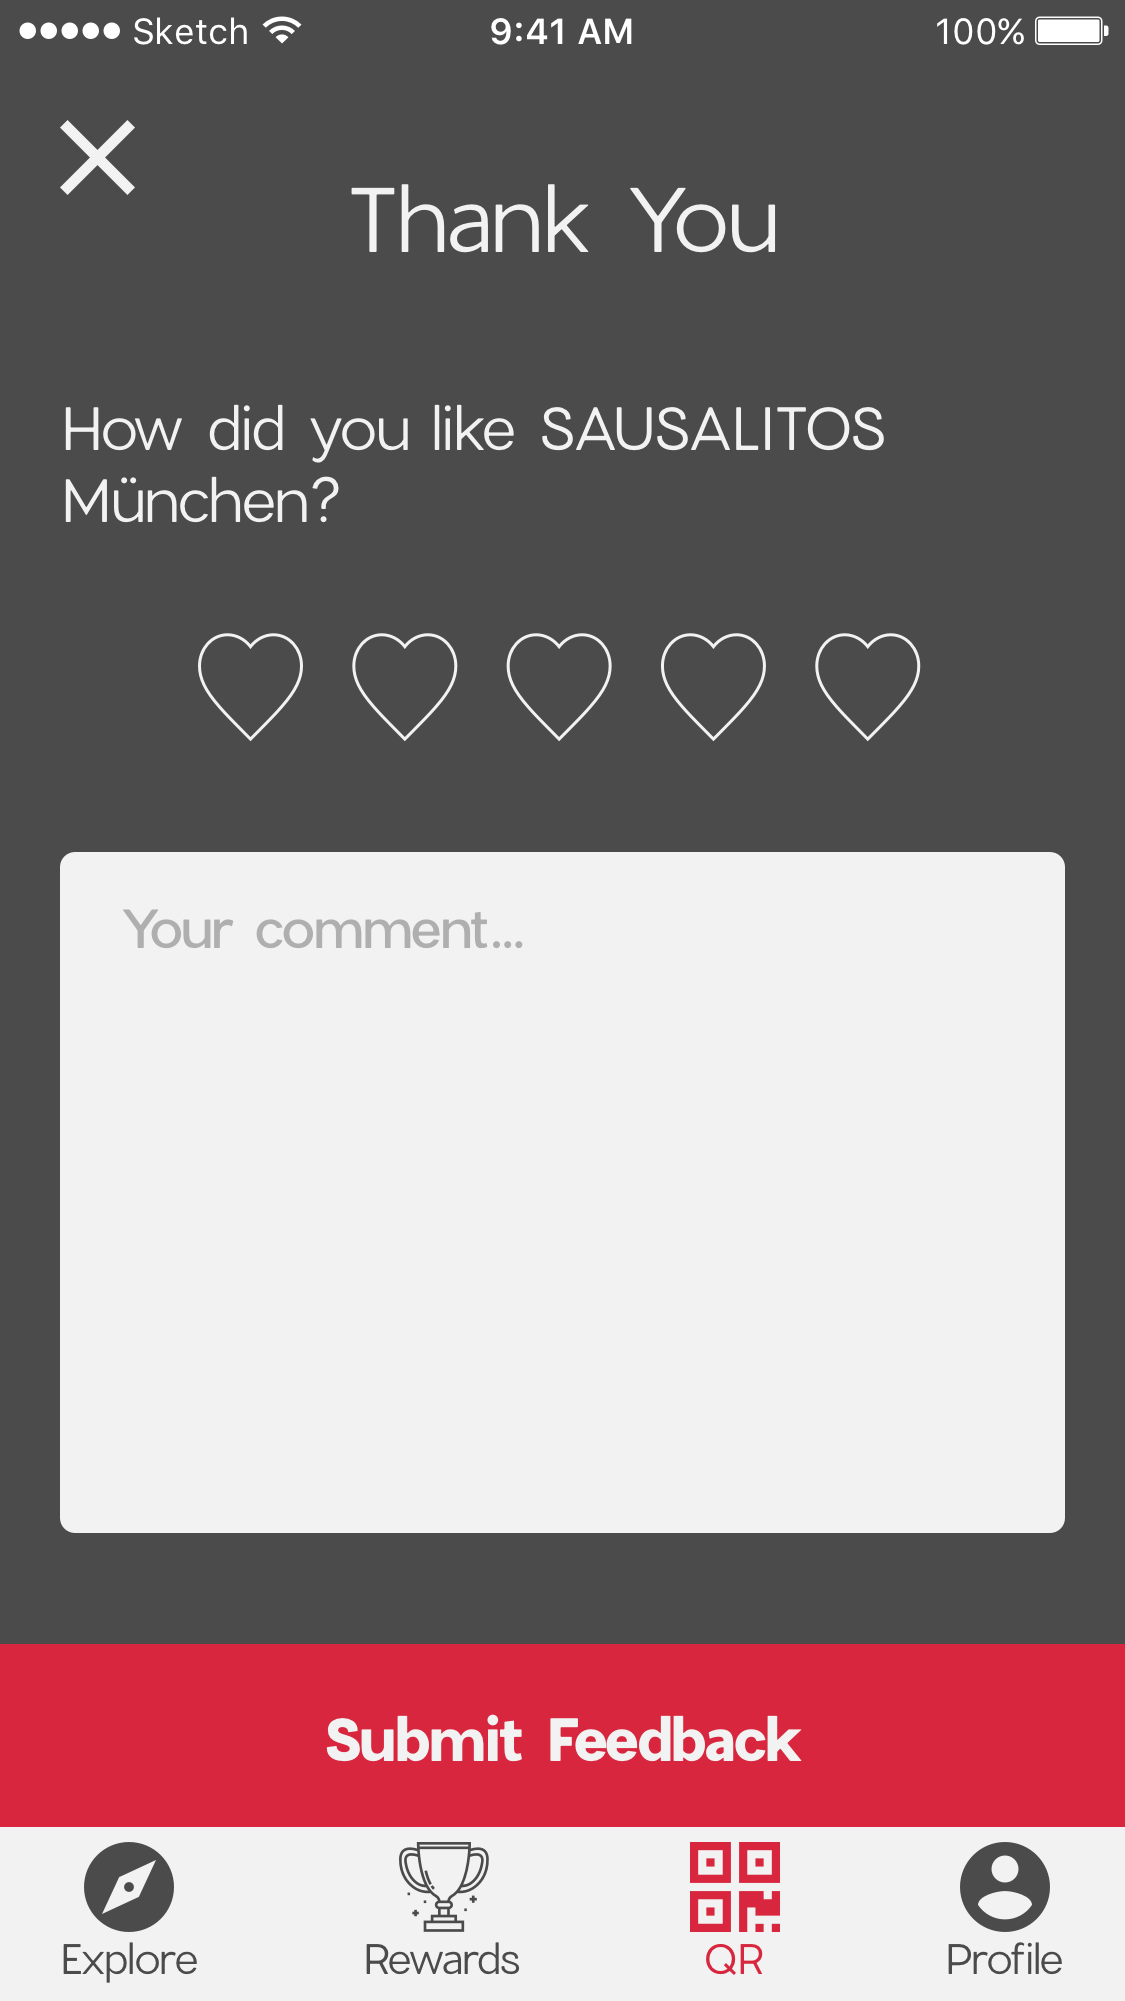 Sketch 9:41 AM 100%
Thank You
How did you like SAUSALITOS
München?
Your comment...
Submit Feedback
Explore Rewards QR Profile